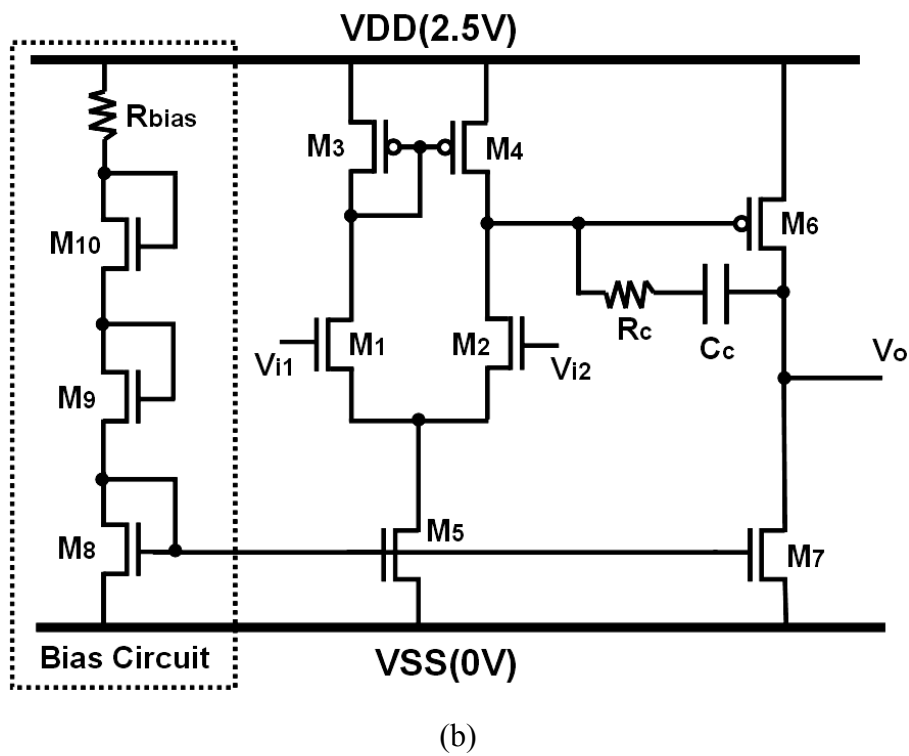 VDD(2.5V)
Rbias
M3
M4
M10
M6
Rc
Cc
M1
M2
Vi1
Vi2
Vo
M9
M8
M5
M7
Bias Circuit
VSS(0V)
(b)